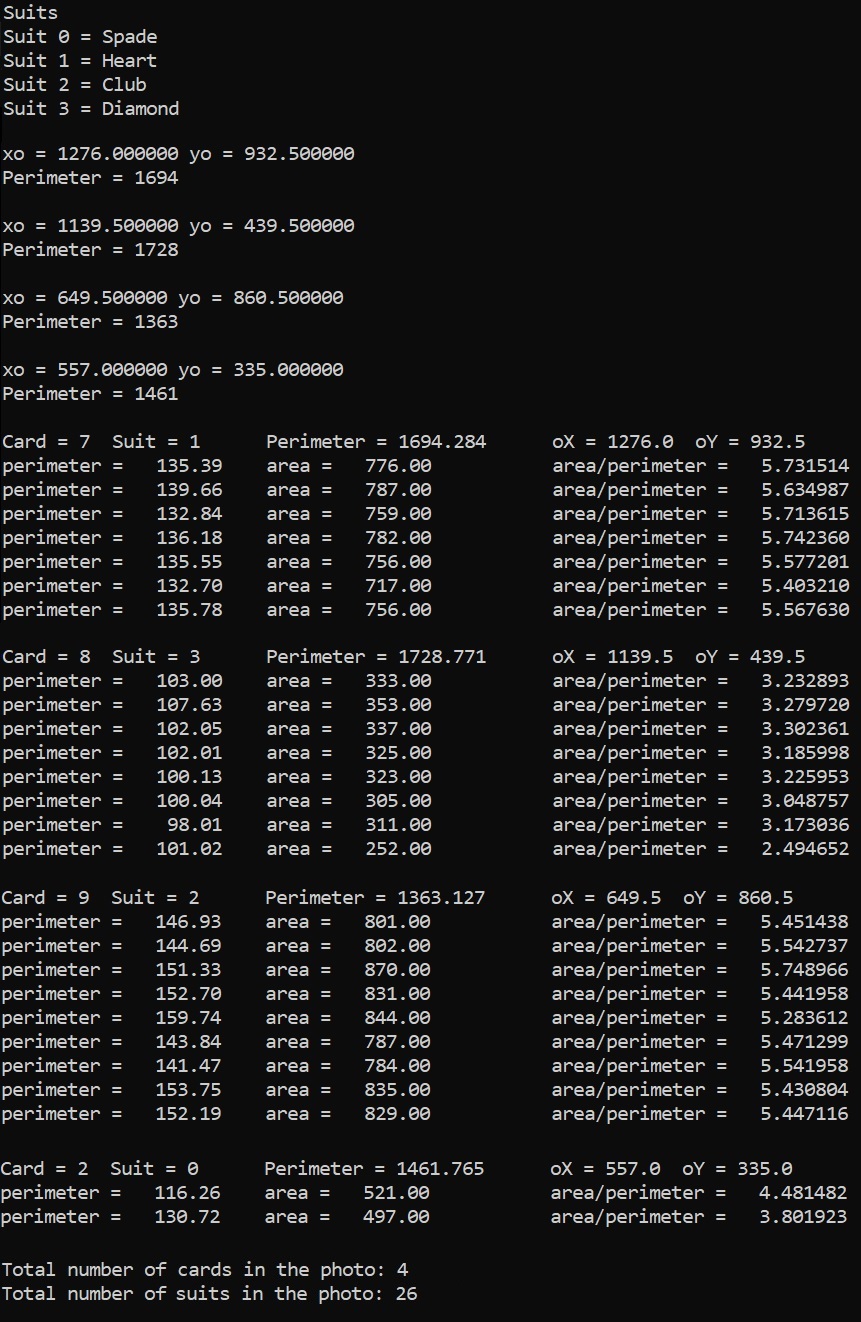 Suits
Suit 0 = Spade
Suit 1 = Heart
Suit 2 = Club
Suit 3 = Diamond
xo = 1276.000000 yo = 932.500000
Perimeter = 1694
xo = 1139.500000 yo = 439.500000
Perimeter = 1728
xo = 649.500000 yo = 860.500000
Perimeter = 1363
xo = 557.000000 yo = 335.000000
Perimeter = 1461
Card = 7  Suit = 1      Perimeter = 1694.284      oX = 1276.0  oY = 932.5
perimeter =   135.39    area =   776.00           area/perimeter =   5.731514
perimeter =   139.66    area =   787.00           area/perimeter =   5.634987
perimeter =   132.84    area =   759.00           area/perimeter =   5.713615
perimeter =   136.18    area =   782.00           area/perimeter =   5.742360
perimeter =   135.55    area =   756.00           area/perimeter =   5.577201
perimeter =   132.70    area =   717.00           area/perimeter =   5.403210
perimeter =   135.78    area =   756.00           area/perimeter =   5.567630
Card = 8  Suit = 3      Perimeter = 1728.771      oX = 1139.5  oY = 439.5
perimeter =   103.00    area =   333.00           area/perimeter =   3.232893
perimeter =   107.63    area =   353.00           area/perimeter =   3.279720
perimeter =   102.05    area =   337.00           area/perimeter =   3.302361
perimeter =   102.01    area =   325.00           area/perimeter =   3.185998
perimeter =   100.13    area =   323.00           area/perimeter =   3.225953
perimeter =   100.04    area =   305.00           area/perimeter =   3.048757
perimeter =    98.01    area =   311.00           area/perimeter =   3.173036
perimeter =   101.02    area =   252.00           area/perimeter =   2.494652
Card = 9  Suit = 2      Perimeter = 1363.127      oX = 649.5  oY = 860.5
perimeter =   146.93    area =   801.00           area/perimeter =   5.451438
perimeter =   144.69    area =   802.00           area/perimeter =   5.542737
perimeter =   151.33    area =   870.00           area/perimeter =   5.748966
perimeter =   152.70    area =   831.00           area/perimeter =   5.441958
perimeter =   159.74    area =   844.00           area/perimeter =   5.283612
perimeter =   143.84    area =   787.00           area/perimeter =   5.471299
perimeter =   141.47    area =   784.00           area/perimeter =   5.541958
perimeter =   153.75    area =   835.00           area/perimeter =   5.430804
perimeter =   152.19    area =   829.00           area/perimeter =   5.447116
Card = 2  Suit = 0      Perimeter = 1461.765      oX = 557.0  oY = 335.0
perimeter =   116.26    area =   521.00           area/perimeter =   4.481482
perimeter =   130.72    area =   497.00           area/perimeter =   3.801923
Total number of cards in the photo: 4
Total number of suits in the photo: 26